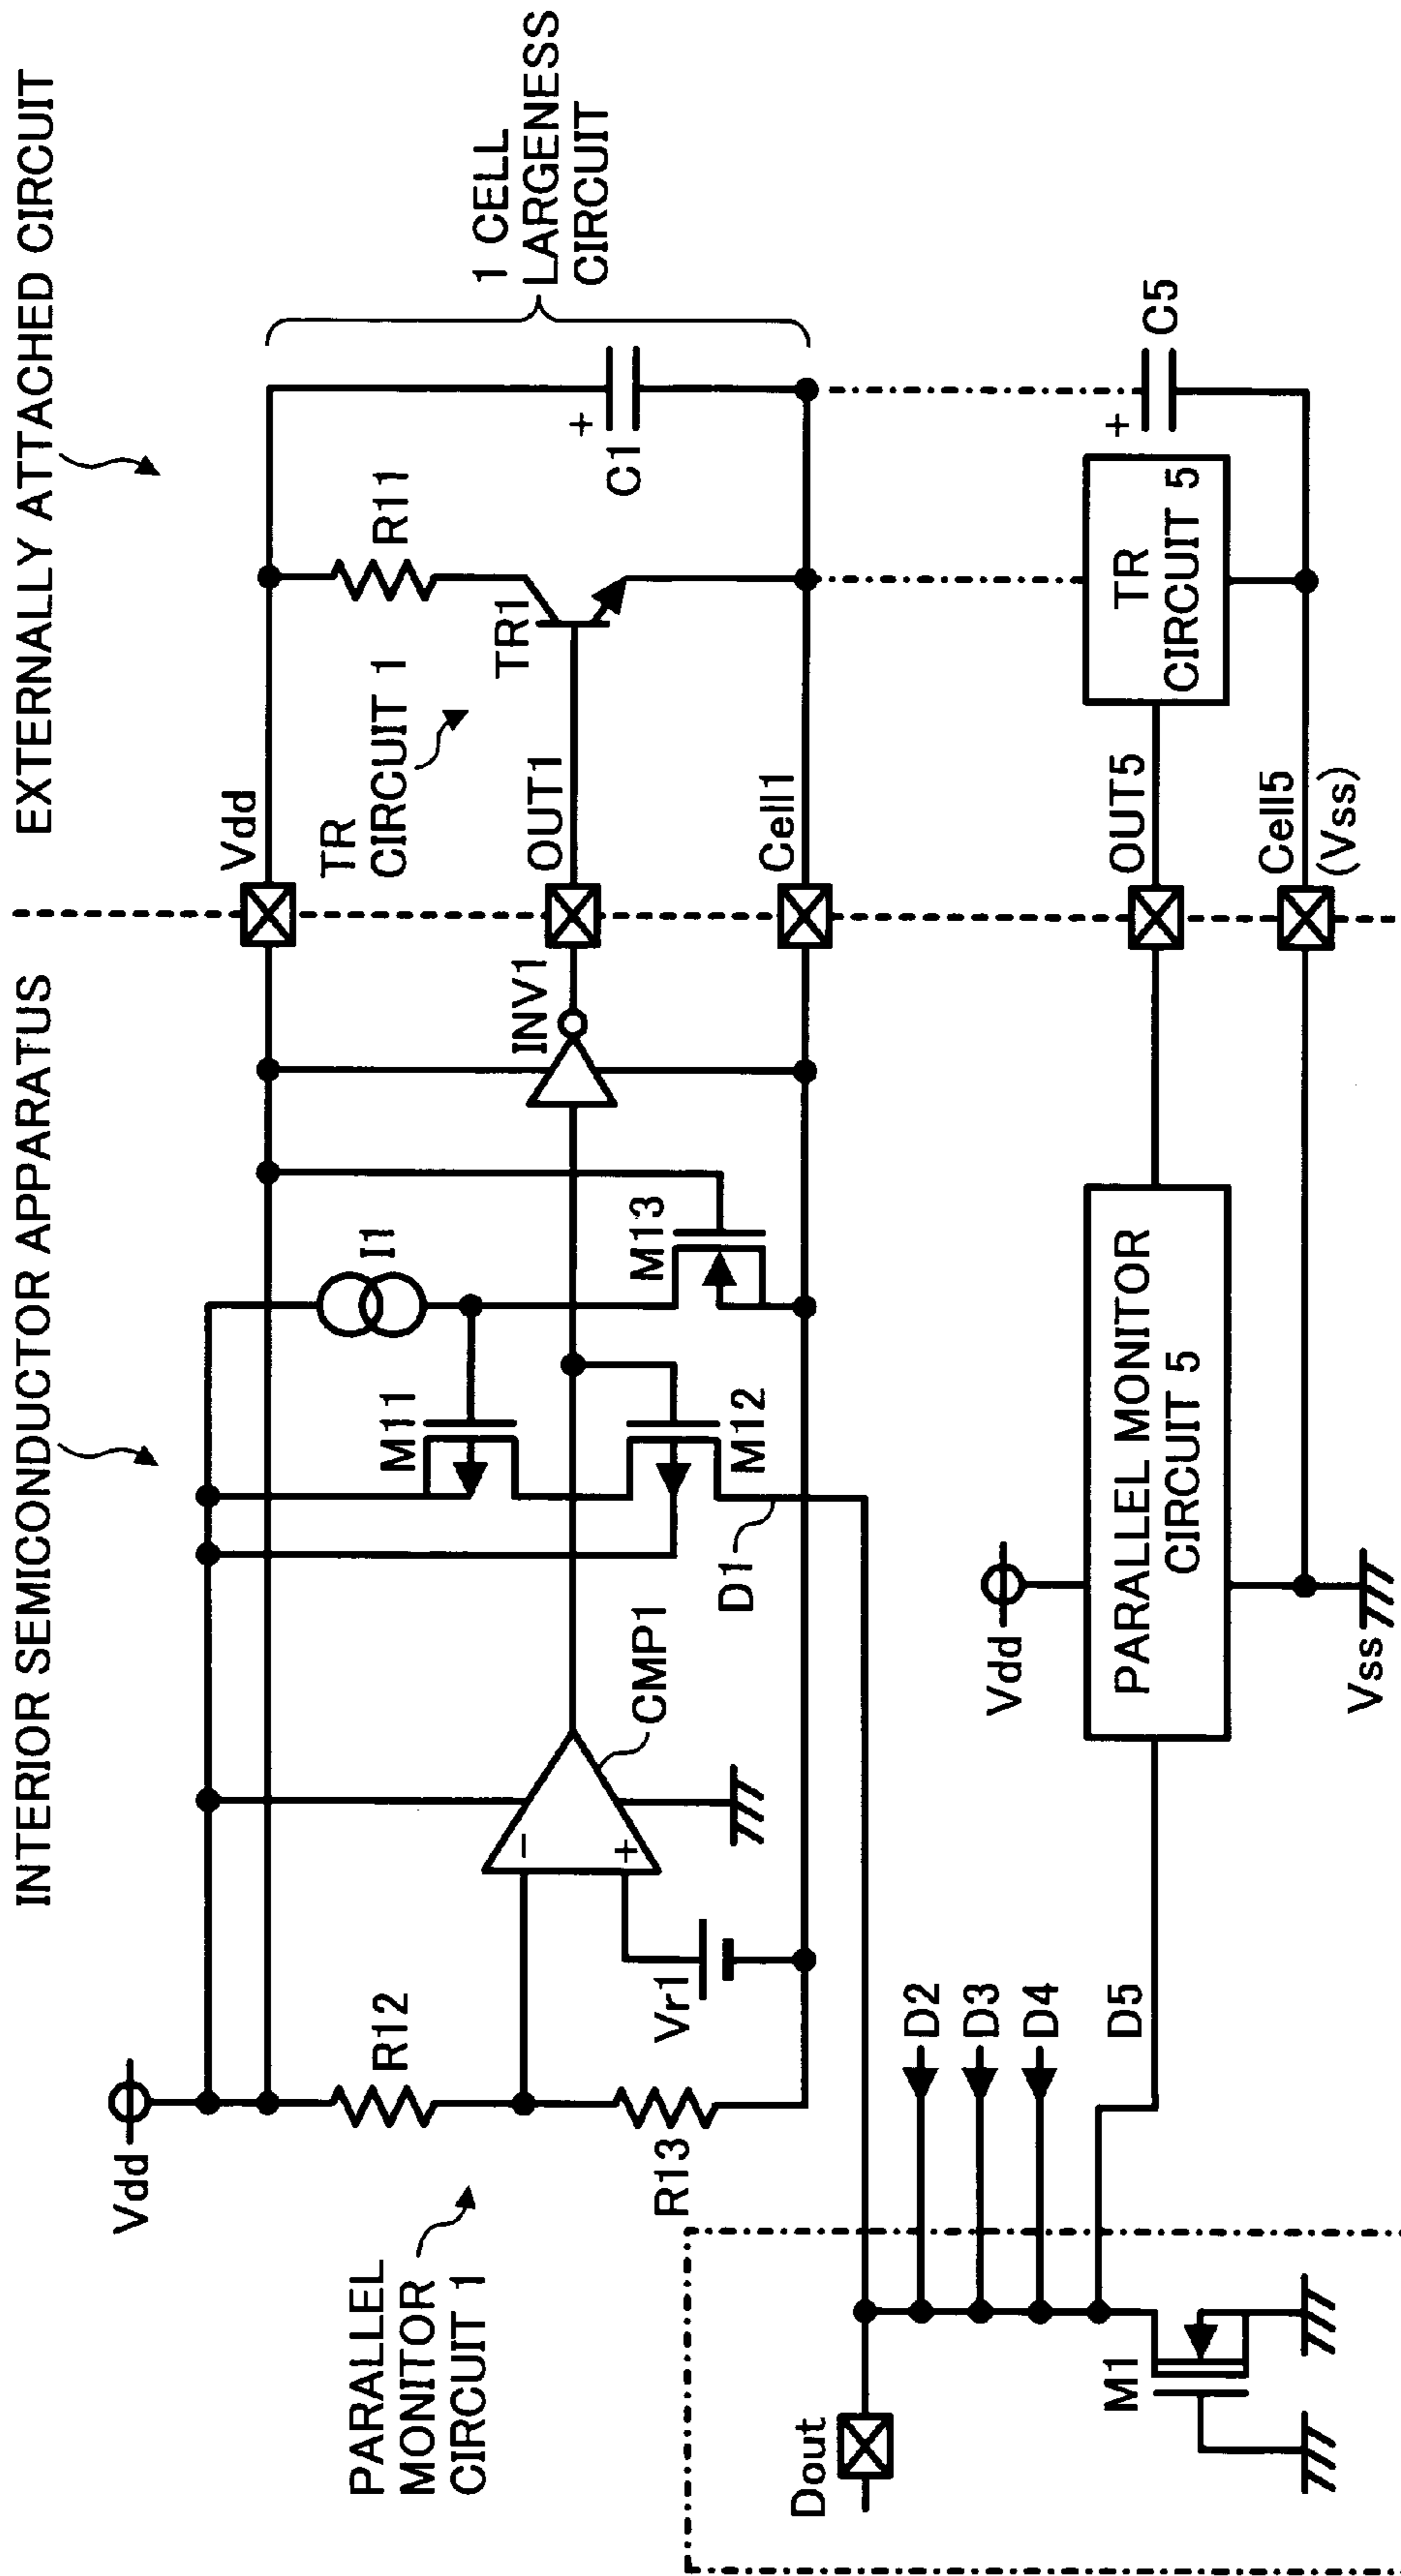 INTERIOR SEMICONDUCTOR APPARATUS
EXTERNALLY ATTACHED CIRCUIT
Vdd
Vdd
R12
R13
Vr1
-
+
CMP1
M11
M12
I1
M13
D1
INV1
OUT1
Cell1
TR
CIRCUIT 1
TR1
R11
+
C1
1 CELL
LARGENESS
CIRCUIT
PARALLEL
MONITOR
CIRCUIT 1
Dout
D2
D3
D4
D5
M1
Vdd
PARALLEL MONITOR
CIRCUIT 5
Vss
OUT5
Cell5
(Vss)
TR
CIRCUIT 5
+
C5